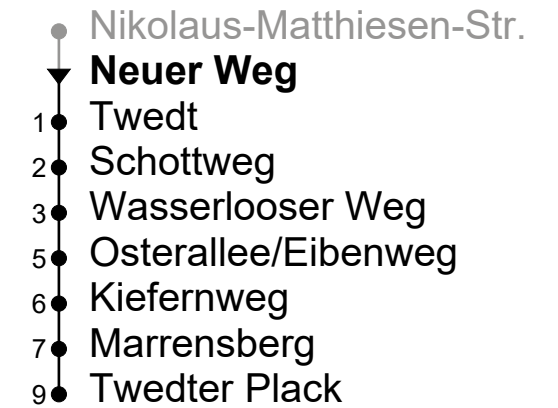 Nikolaus-Matthiesen-Str.
Neuer Weg
1 Twedt
2 Schottweg
3 Wasserlooser Weg
5 Osterallee/Eibenweg
6 Kiefernweg
7 Marrensberg
9 Twedter Plack